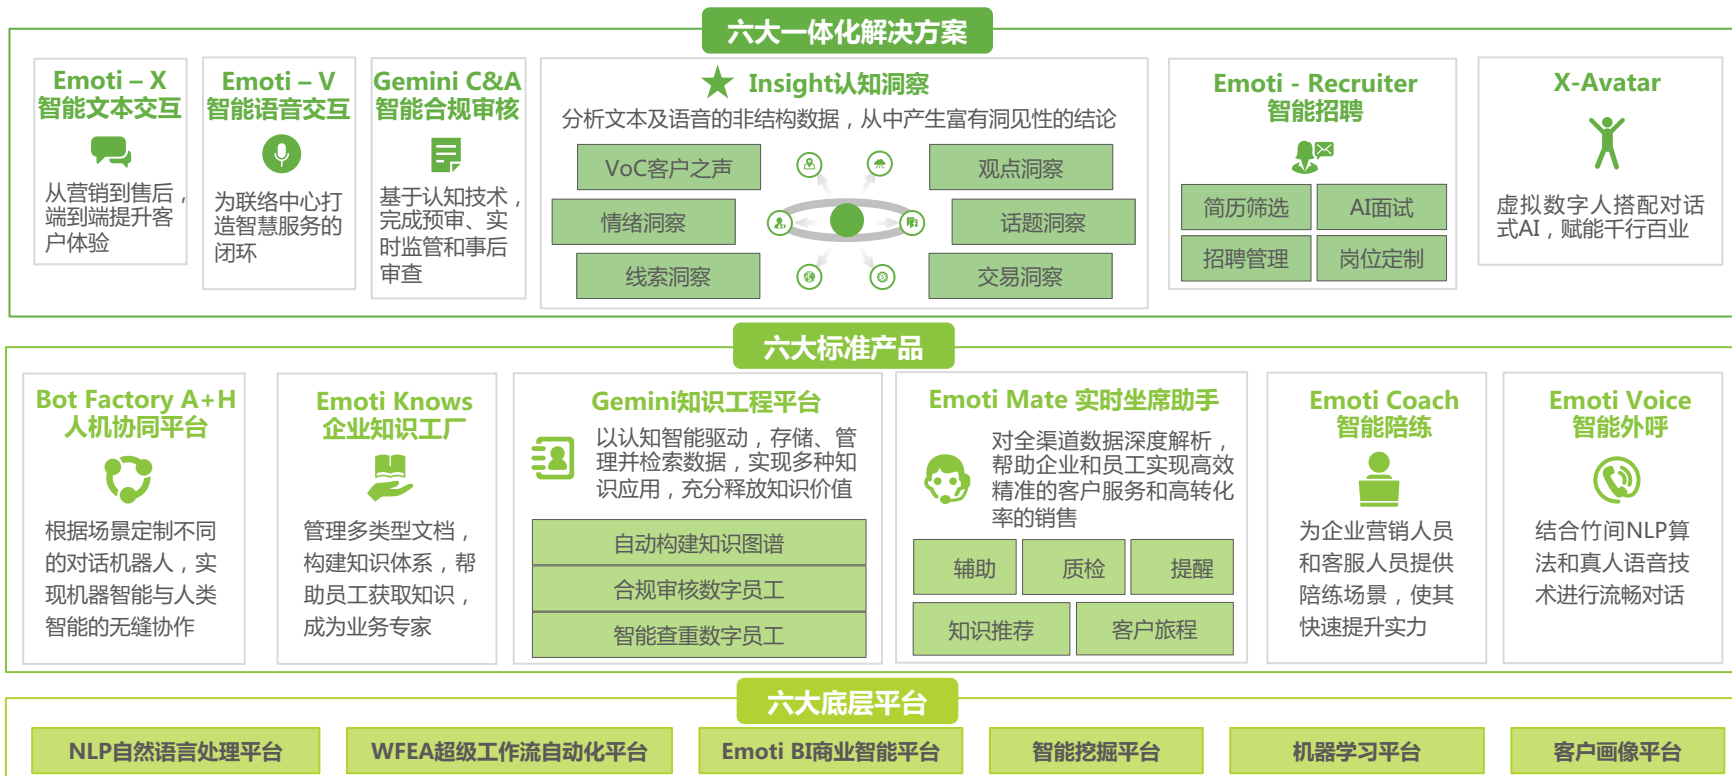 六大一体化解决方案
Emoti – X
智能文本交互
从营销到售后，
端到端提升客
户体验
Emoti – V
智能语音交互
为联络中心打
造智慧服务的
闭环
Gemini C&A
智能合规审核
基于认知技术，
完成预审、实
时监管和事后
审查
Insight认知洞察
分析文本及语音的非结构数据，从中产生富有洞见性的结论
VoC客户之声
观点洞察
情绪洞察
话题洞察
线索洞察
交易洞察
Emoti - Recruiter
智能招聘
简历筛选
AI面试
招聘管理
岗位定制
X-Avatar
虚拟数字人搭配对话
式AI，赋能千行百业
六大标准产品
Bot Factory A+H
人机协同平台
根据场景定制不同
的对话机器人，实
现机器智能与人类
智能的无缝协作
Emoti Knows
企业知识工厂
管理多类型文档，
构建知识体系，帮
助员工获取知识，
成为业务专家
Gemini知识工程平台
以认知智能驱动，存储、管
理并检索数据，实现多种知
识应用，充分释放知识价值
自动构建知识图谱
合规审核数字员工
智能查重数字员工
Emoti Mate 实时坐席助手
对全渠道数据深度解析，
帮助企业和员工实现高效
精准的客户服务和高转化
率的销售
辅助
质检
提醒
知识推荐
客户旅程
Emoti Coach
智能陪练
为企业营销人员
和客服人员提供
陪练场景，使其
快速提升实力
Emoti Voice
智能外呼
结合竹间NLP算
法和真人语音技
术进行流畅对话
六大底层平台
NLP自然语言处理平台
WFEA超级工作流自动化平台
Emoti BI商业智能平台
智能挖掘平台
机器学习平台
客户画像平台